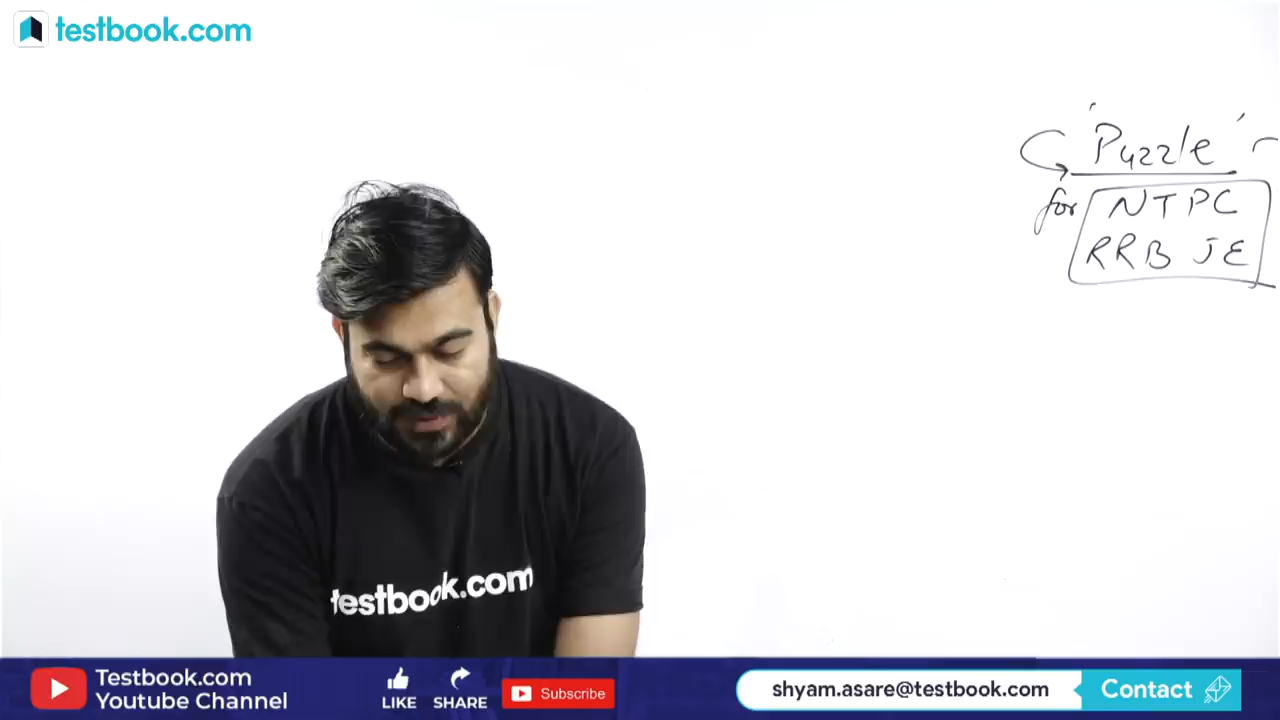 testbook.com
'Puzzle'
for NTPC
RRB JE
testbook.com
Testbook.com
Youtube Channel
LIKE
SHARE
Subscribe
shyam.asare@testbook.com
Contact